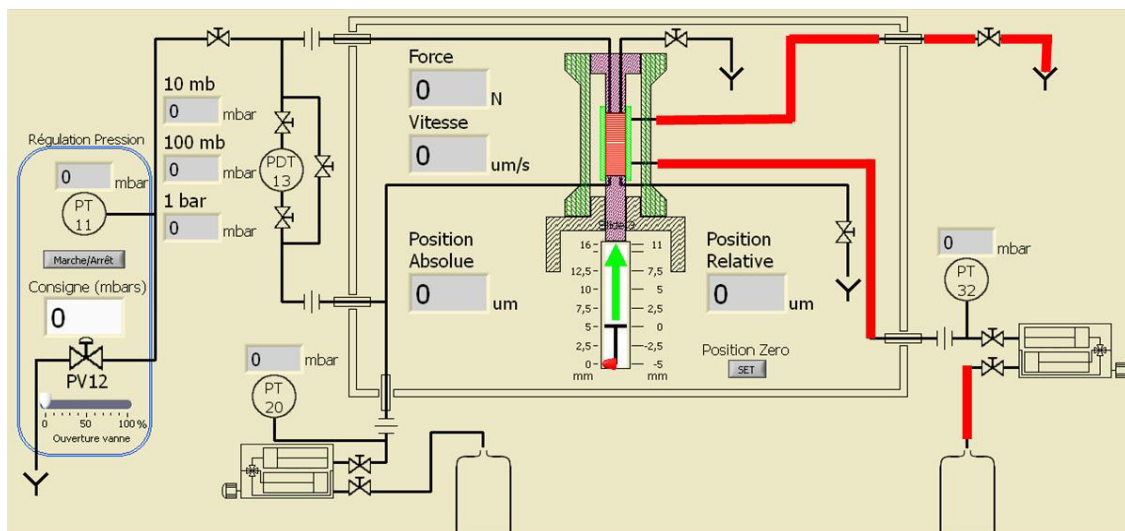 Régulation Pression
0 mbar
PT
11
Marche/Arrêt
Consigne (mbars)
0
PV12
0 50 100 %
Ouverture vanne
10 mb
0 mbar
100 mb
0 mbar
1 bar
0 mbar
PDT
13
Force
0 N
Vitesse
0 um/s
Position
Absolue
0 um
16 11
12,5 7,5
10 5
7,5 2,5
5 0
2,5 -2,5
0 -5
mm mm
Position
Relative
0 um
Position Zero
SET
0 mbar
PT
20
0 mbar
PT
32